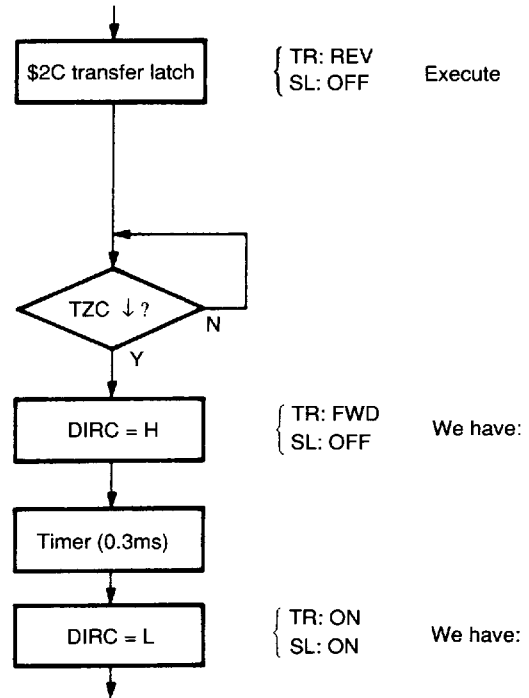 $2C transfer latch
TR: REV
SL: OFF
Execute
TZC ↓ ?
N
Y
DIRC = H
TR: FWD
SL: OFF
We have:
Timer (0.3ms)
DIRC = L
TR: ON
SL: ON
We have: